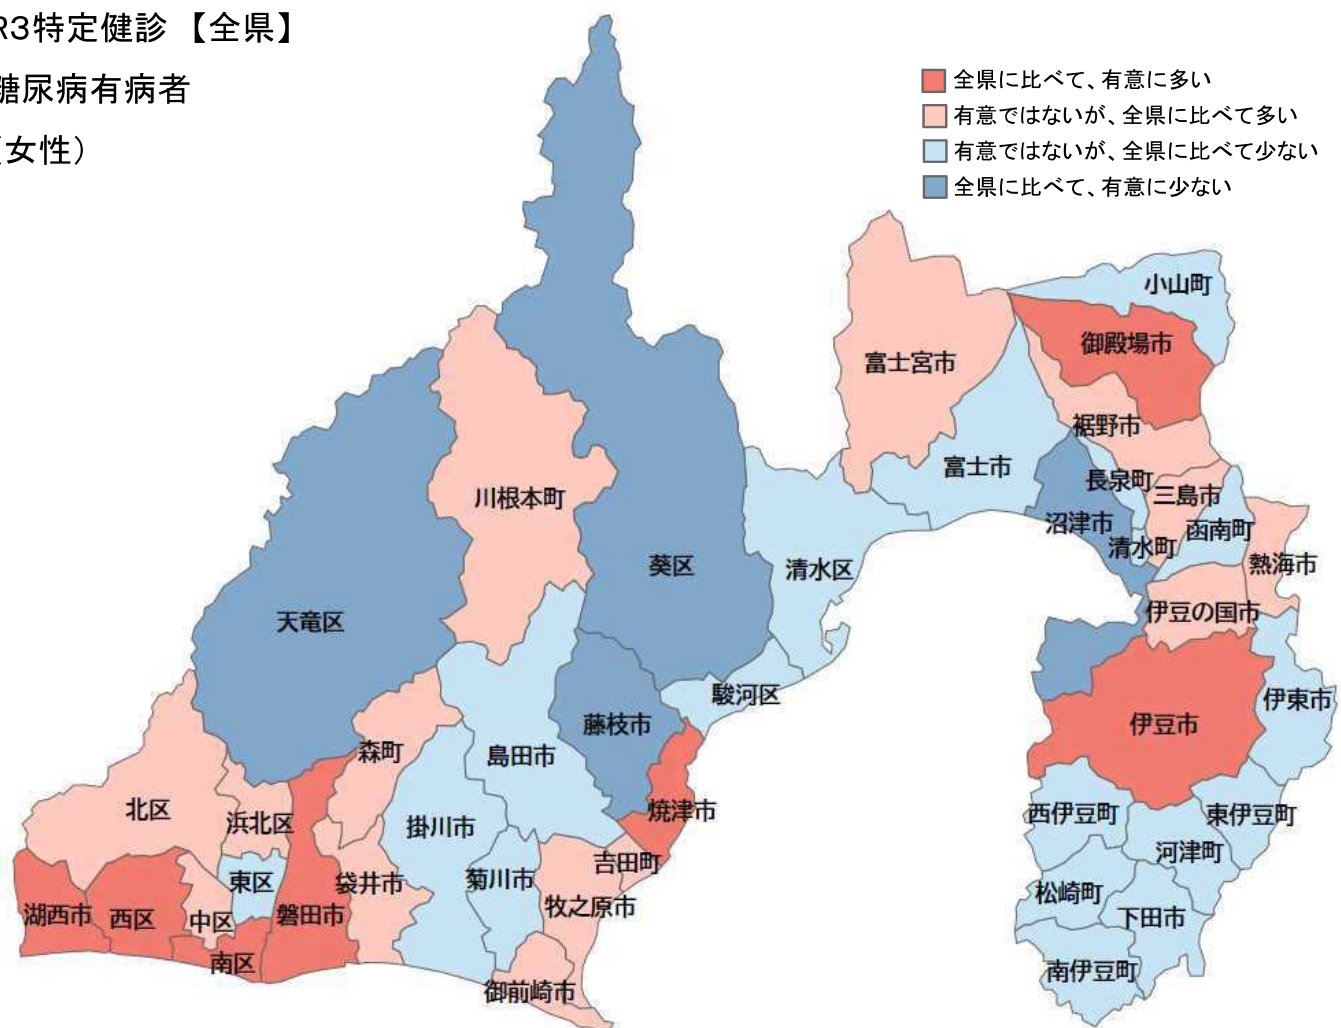 R3特定健診【全県】
糖尿病有病者
(女性)
全県に比べて、有意に多い
有意ではないが、全県に比べて多い
有意ではないが、全県に比べて少ない
全県に比べて、有意に少ない
小山町
御殿場市
富士宮市
裾野市
富士市
長泉町
三島市
川根本町
沼津市
函南町
清水町
熱海市
葵区
清水区
伊豆の国市
天竜区
駿河区
伊東市
藤枝市
伊豆市
森町
島田市
北区
浜北区
掛川市
焼津市
西伊豆町
東伊豆町
河津町
吉田町
東区
袋井市
菊川市
松崎町
牧之原市
湖西市
西区
中区
磐田市
下田市
南区
南伊豆町
御前崎市